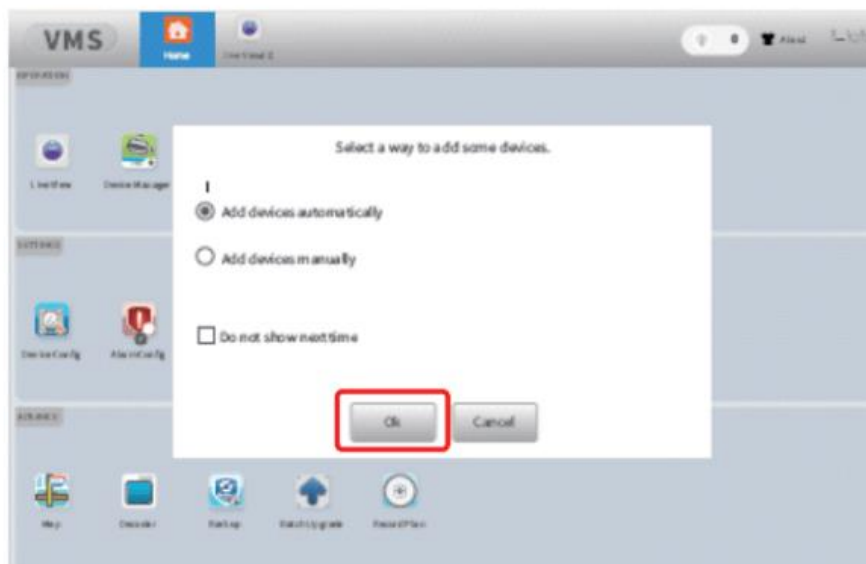 VMS
Home
Select a way to add some devices.
Live View
Device Manager
Add devices automatically
Add devices manually
Do not show next time
Device Config
Alarm Config
Ok
Cancel
Map
Decoder
Backup
Batch Upgrade
Record Plan